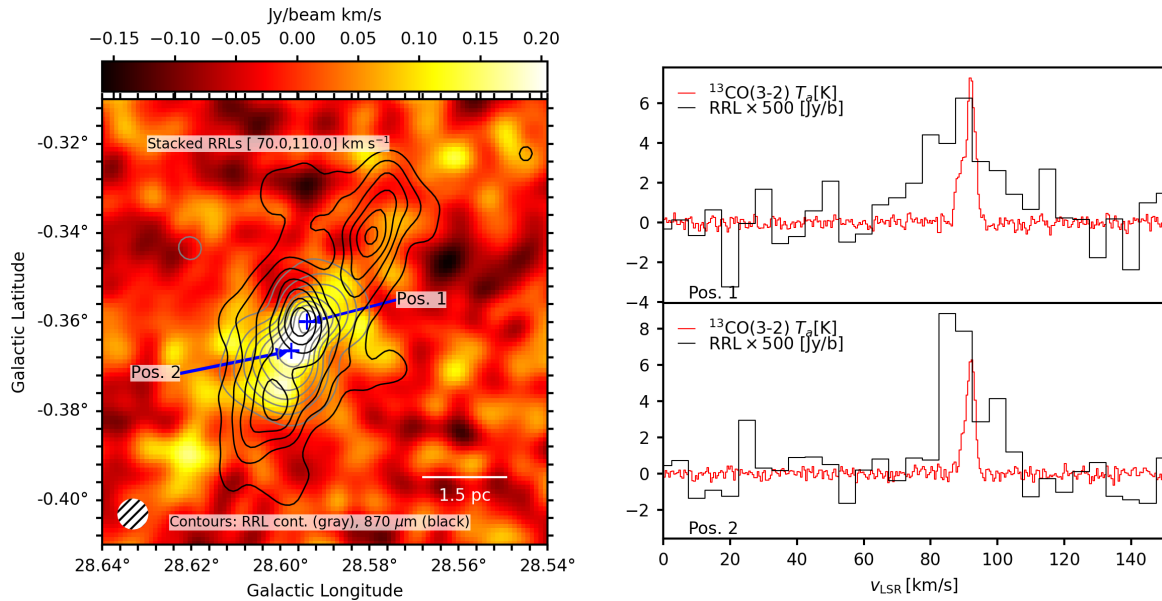 Jy/beam km/s
−0.15 −0.10 −0.05 0.00 0.05 0.10 0.15 0.20
Stacked RRLs [ 70.0,110.0] km s⁻¹
-0.32°
-0.34°
-0.36°
-0.38°
-0.40°
Galactic Latitude
Pos. 1
Pos. 2
1.5 pc
Contours: RRL cont. (gray), 870 μm (black)
28.64° 28.62° 28.60° 28.58° 28.56° 28.54°
Galactic Longitude
¹³CO(3-2) Tₐ[K]
RRL × 500 [Jy/b]
6
4
2
0
−2
−4
Pos. 1
¹³CO(3-2) Tₐ[K]
RRL × 500 [Jy/b]
8
6
4
2
0
−2
Pos. 2
0 20 40 60 80 100 120 140
v_LSR [km/s]